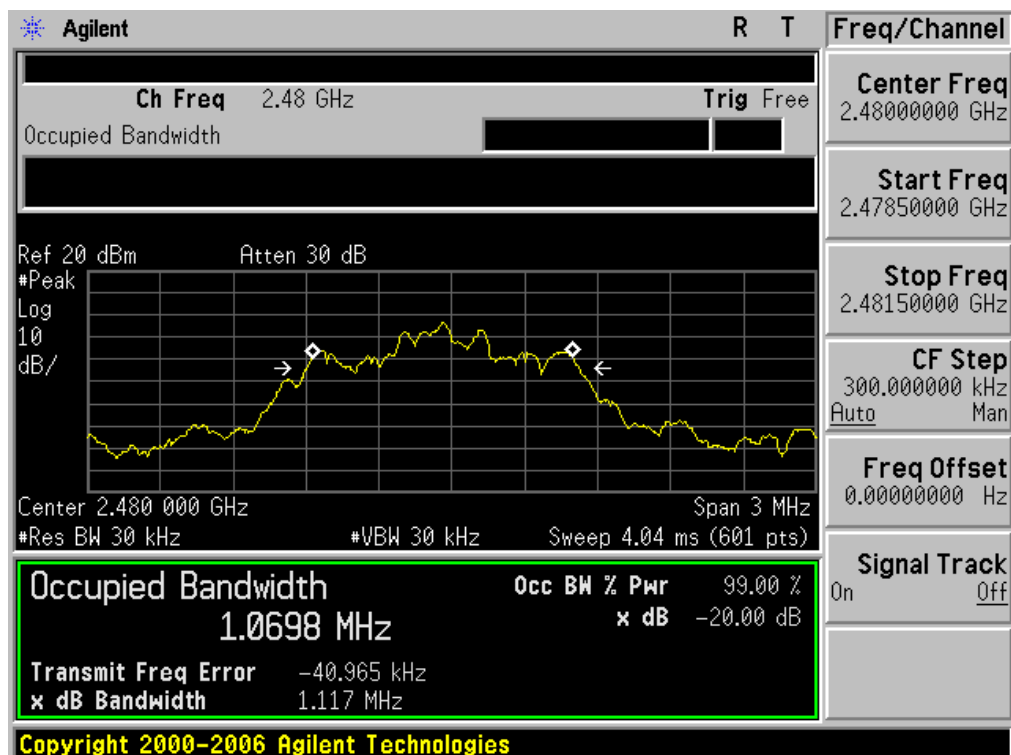 Agilent R T
Ch Freq 2.48 GHz Trig Free
Occupied Bandwidth
Ref 20 dBm Atten 30 dB
#Peak
Log
10
dB/
Center 2.480 000 GHz Span 3 MHz
#Res BW 30 kHz #VBW 30 kHz Sweep 4.04 ms (601 pts)
Occupied Bandwidth
1.0698 MHz
Occ BW % Pwr 99.00 %
x dB -20.00 dB
Transmit Freq Error -40.965 kHz
x dB Bandwidth 1.117 MHz
Copyright 2000-2006 Agilent Technologies
Freq/Channel
Center Freq
2.48000000 GHz
Start Freq
2.47850000 GHz
Stop Freq
2.48150000 GHz
CF Step
300.000000 kHz
Auto Man
Freq Offset
0.00000000 Hz
Signal Track
On Off